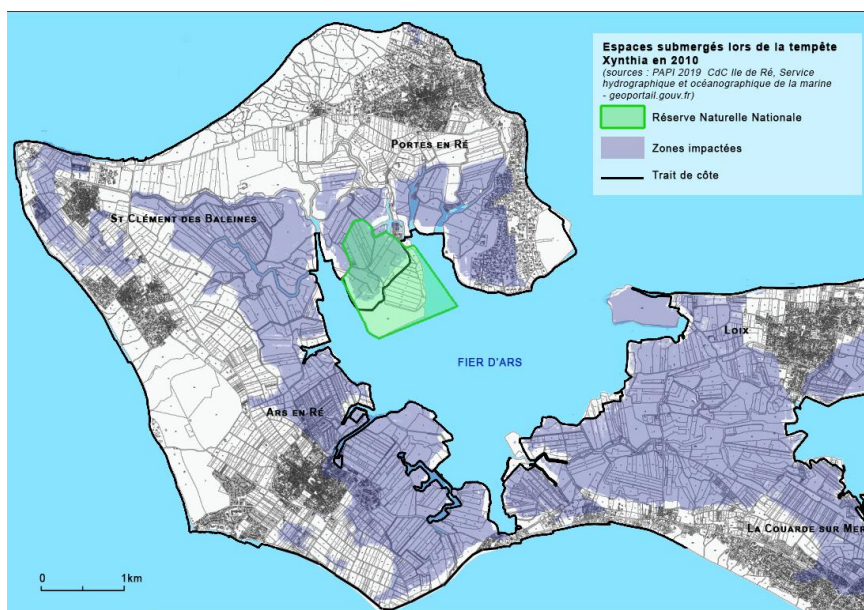 Espaces submergés lors de la tempête
Xynthia en 2010
(sources : PAPI 2019 CdC Ile de Ré, Service
hydrographique et océanographique de la marine
- geoportail.gouv.fr)
Réserve Naturelle Nationale
Zones impactées
Trait de côte
PORTES EN RÉ
ST CLÉMENT DES BALEINES
LOIX
FIER D'ARS
ARS EN RÉ
LA COUARDE SUR MER
0 1km